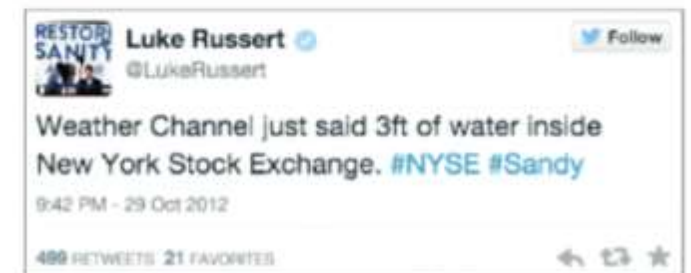 RESTOR
SANITY
Luke Russert
@LukeRussert
Follow
Weather Channel just said 3ft of water inside
New York Stock Exchange. #NYSE #Sandy
9:42 PM - 29 Oct 2012
499 RETWEETS 21 FAVORITES